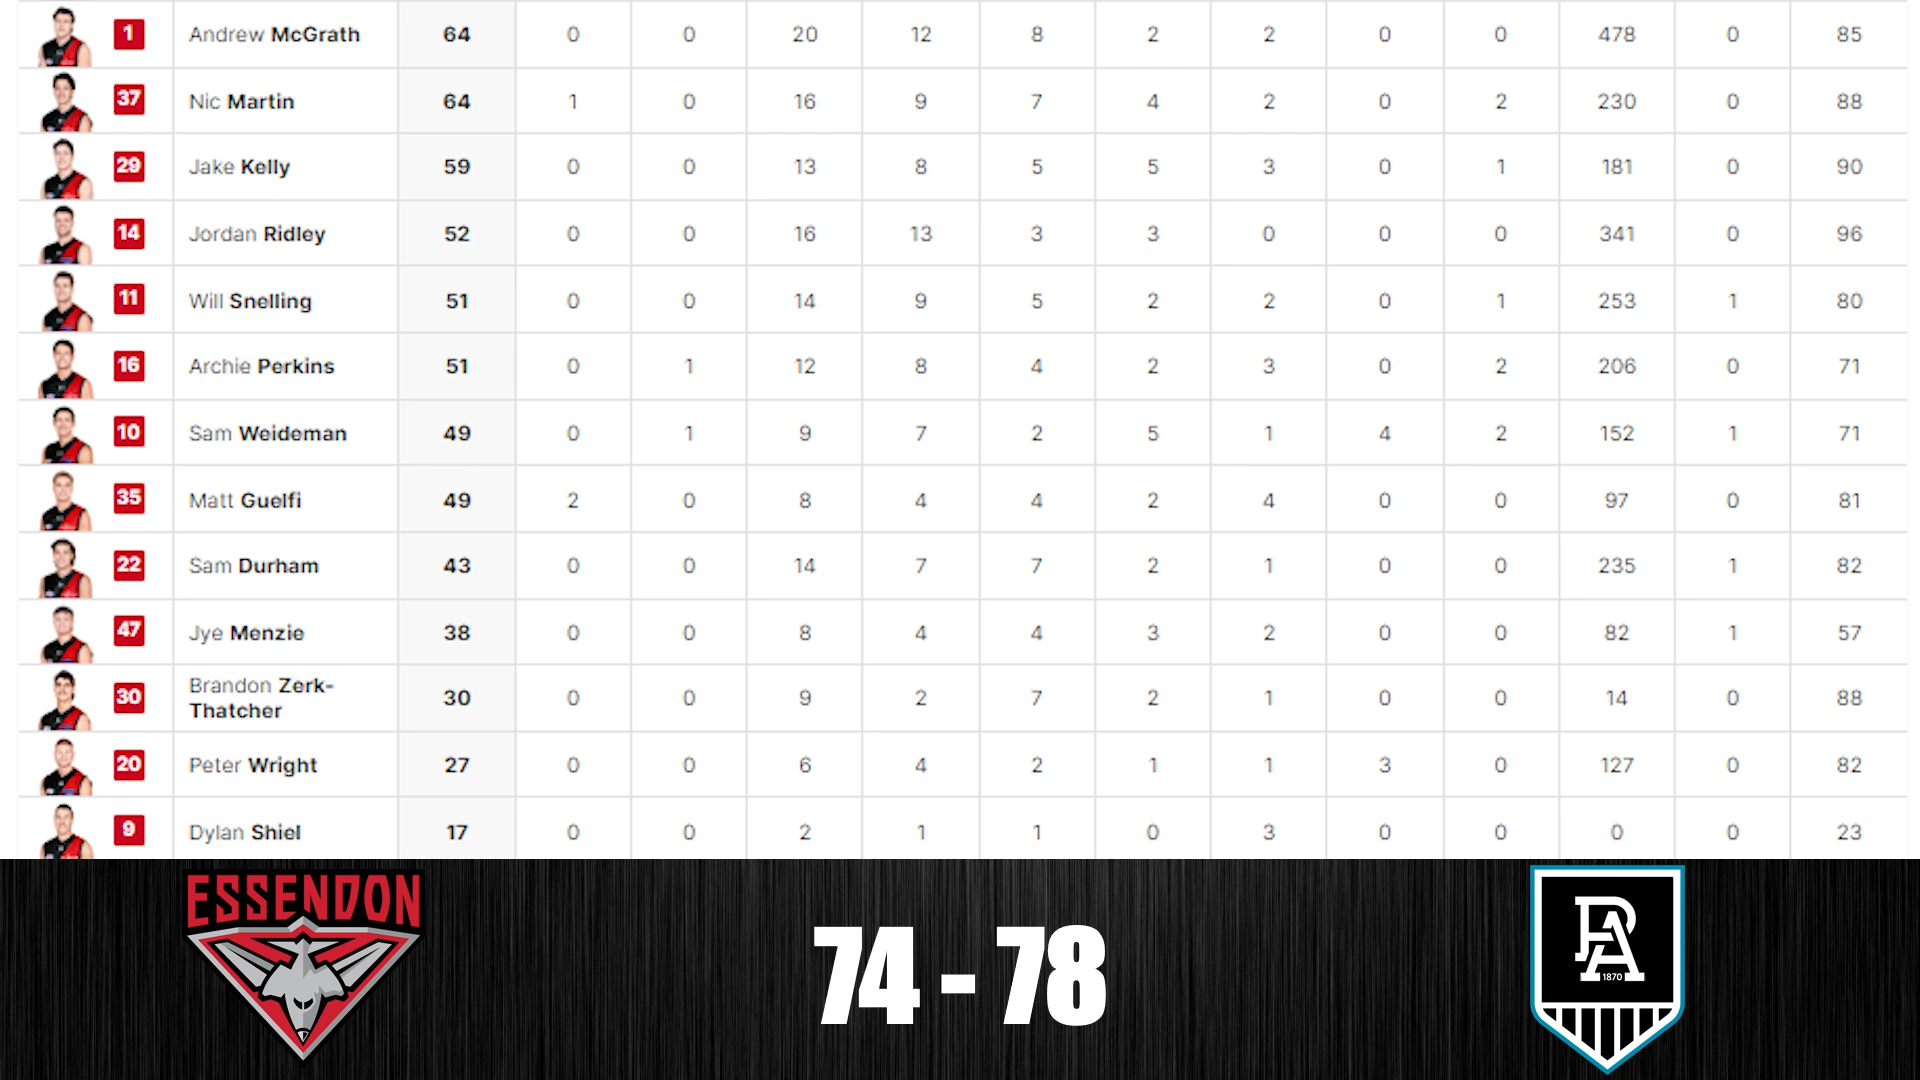 1 Andrew McGrath 64 0 0 20 12 8 2 2 0 0 478 0 85
37 Nic Martin 64 1 0 16 9 7 4 2 0 2 230 0 88
29 Jake Kelly 59 0 0 13 8 5 5 3 0 1 181 0 90
14 Jordan Ridley 52 0 0 16 13 3 3 0 0 0 341 0 96
11 Will Snelling 51 0 0 14 9 5 2 2 0 1 253 1 80
16 Archie Perkins 51 0 1 12 8 4 2 3 0 2 206 0 71
10 Sam Weideman 49 0 1 9 7 2 5 1 4 2 152 1 71
35 Matt Guelfi 49 2 0 8 4 4 2 4 0 0 97 0 81
22 Sam Durham 43 0 0 14 7 7 2 1 0 0 235 1 82
47 Jye Menzie 38 0 0 8 4 4 3 2 0 0 82 1 57
30 Brandon Zerk-
Thatcher 30 0 0 9 2 7 2 1 0 0 14 0 88
20 Peter Wright 27 0 0 6 4 2 1 1 3 0 127 0 82
9 Dylan Shiel 17 0 0 2 1 1 0 3 0 0 0 0 23
ESSENDON
74 - 78
PA
1870